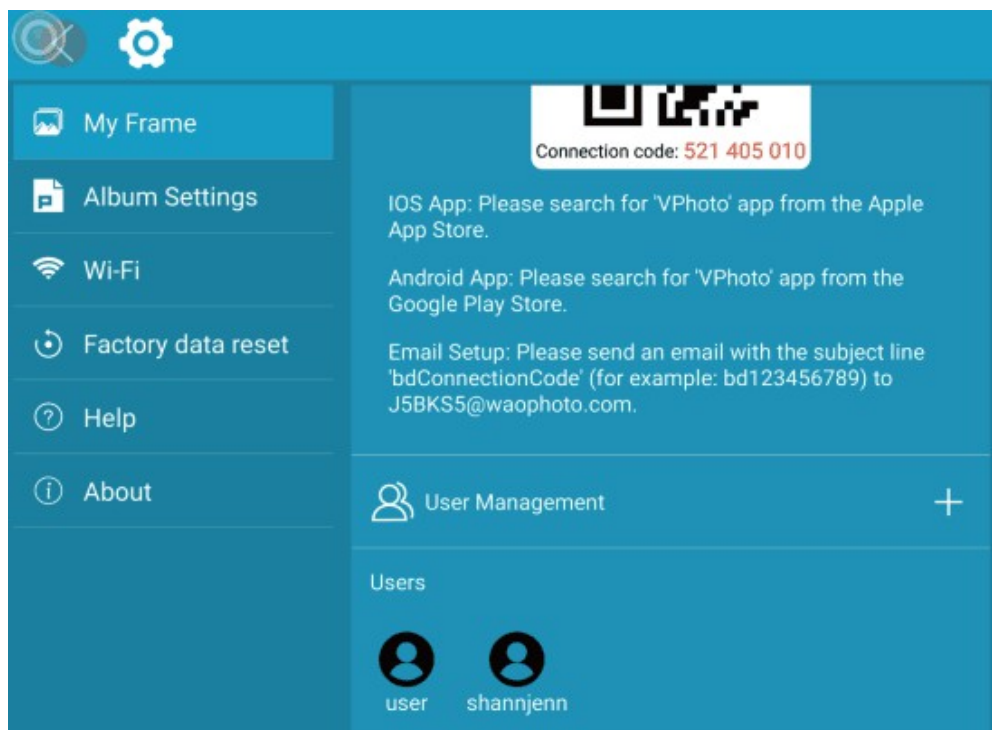 My Frame
Album Settings
Wi-Fi
Factory data reset
Help
About
Connection code: 521 405 010
IOS App: Please search for 'VPhoto' app from the Apple
App Store.
Android App: Please search for 'VPhoto' app from the
Google Play Store.
Email Setup: Please send an email with the subject line
'bdConnectionCode' (for example: bd123456789) to
J5BKS5@waophoto.com.
User Management
Users
user
shannjenn